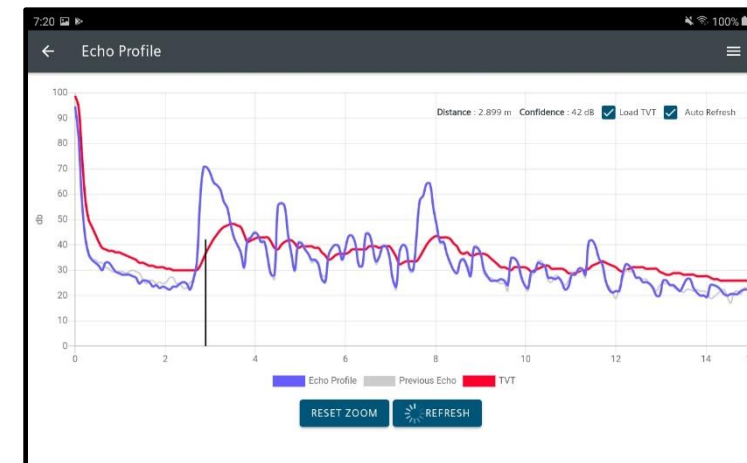 7:20 100%
Echo Profile
Distance : 2.899 m Confidence : 42 dB Load TVT Auto Refresh
100
90
80
70
60
50
40
30
20
10
0
db
0 2 4 6 8 10 12 14
Echo Profile Previous Echo TVT
RESET ZOOM REFRESH